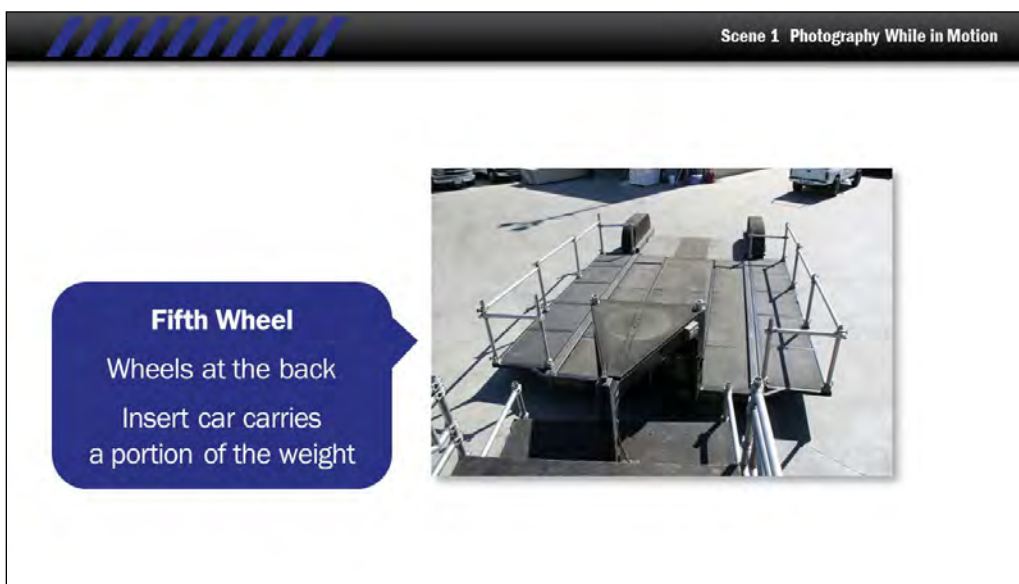 Scene 1 Photography While in Motion
Fifth Wheel
Wheels at the back
Insert car carries
a portion of the weight